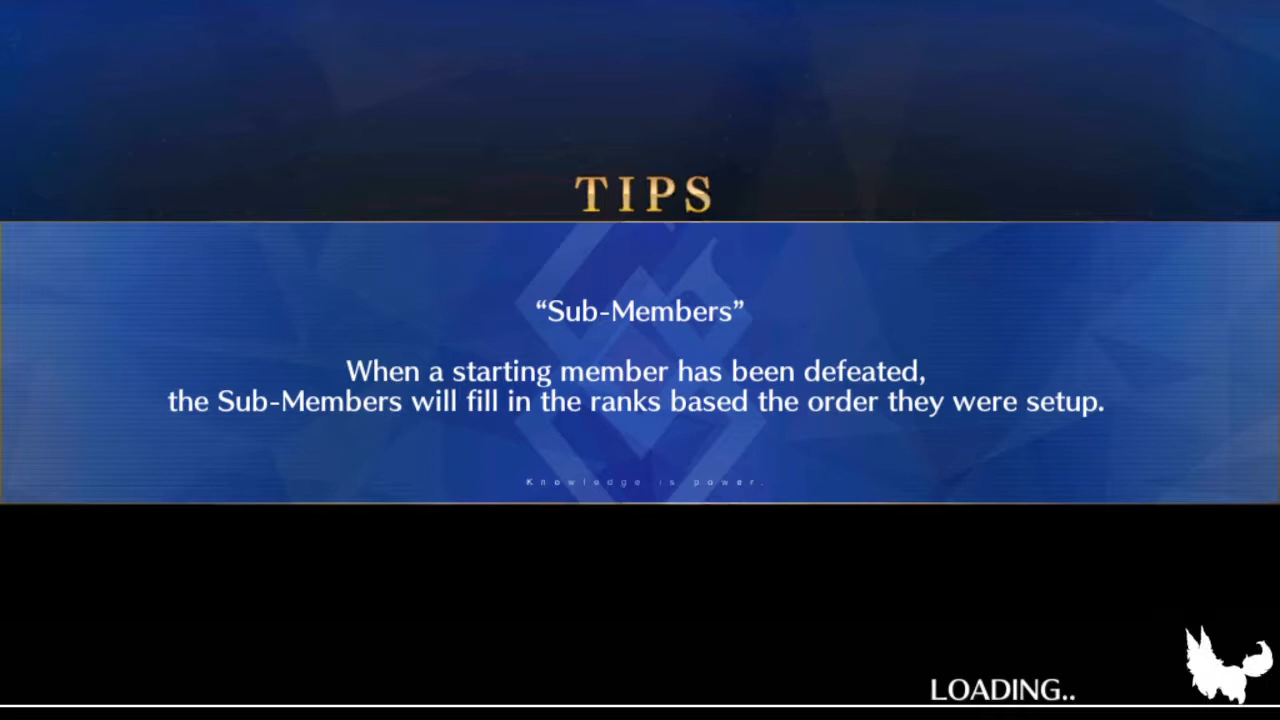 TIPS
“Sub-Members”
When a starting member has been defeated,
the Sub-Members will fill in the ranks based the order they were setup.
Knowledge is power.
LOADING..